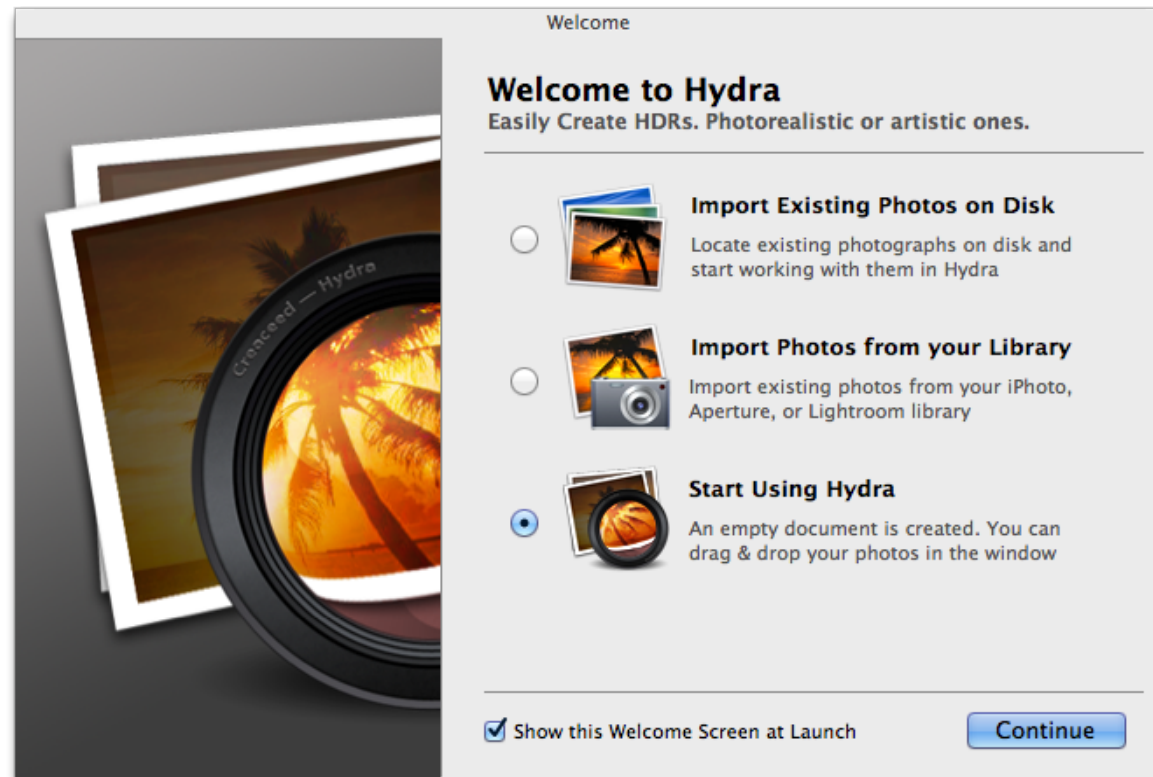 Welcome
Welcome to Hydra
Easily Create HDRs. Photorealistic or artistic ones.
Creaceed — Hydra
Import Existing Photos on Disk
Locate existing photographs on disk and
start working with them in Hydra
Import Photos from your Library
Import existing photos from your iPhoto,
Aperture, or Lightroom library
Start Using Hydra
An empty document is created. You can
drag & drop your photos in the window
Show this Welcome Screen at Launch
Continue